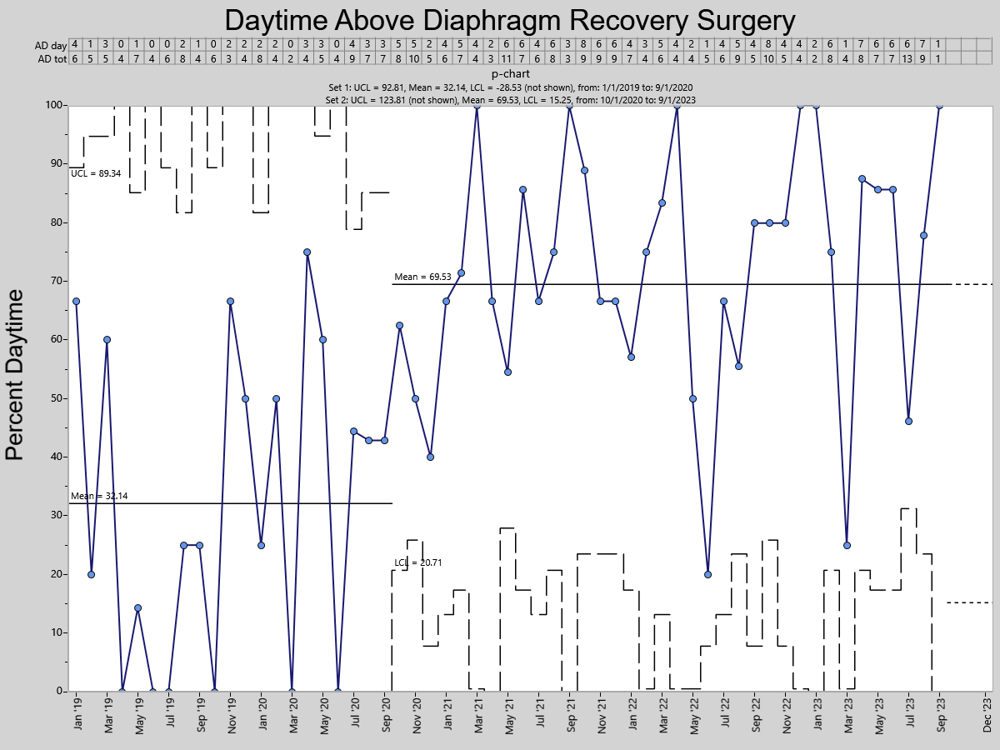 Daytime Above Diaphragm Recovery Surgery
AD day 4 1 3 0 1 0 0 2 1 0 2 2 2 2 0 3 3 0 4 3 3 5 5 2 4 5 4 2 6 6 4 6 3 8 6 6 4 3 5 4 2 1 4 5 4 8 4 4 2 6 1 7 6 6 6 7 1
AD tot 6 5 5 4 7 4 6 8 4 6 3 4 8 4 2 4 5 4 9 7 7 8 10 5 6 7 4 3 11 7 6 8 3 9 9 9 7 4 6 4 4 5 6 9 5 10 5 4 2 8 4 8 7 7 13 9 1
p-chart
Set 1: UCL = 92.81, Mean = 32.14, LCL = -28.53 (not shown), from: 1/1/2019 to: 9/1/2020
Set 2: UCL = 123.81 (not shown), Mean = 69.53, LCL = 15.25, from: 10/1/2020 to: 9/1/2023
Percent Daytime
100
90
80
70
60
50
40
30
20
10
0
UCL = 89.34
Mean = 69.53
Mean = 32.14
LCL = 20.71
Jan '19 Mar '19 May '19 Jul '19 Sep '19 Nov '19 Jan '20 Mar '20 May '20 Jul '20 Sep '20 Nov '20 Jan '21 Mar '21 May '21 Jul '21 Sep '21 Nov '21 Jan '22 Mar '22 May '22 Jul '22 Sep '22 Nov '22 Jan '23 Mar '23 May '23 Jul '23 Sep '23 Dec '23